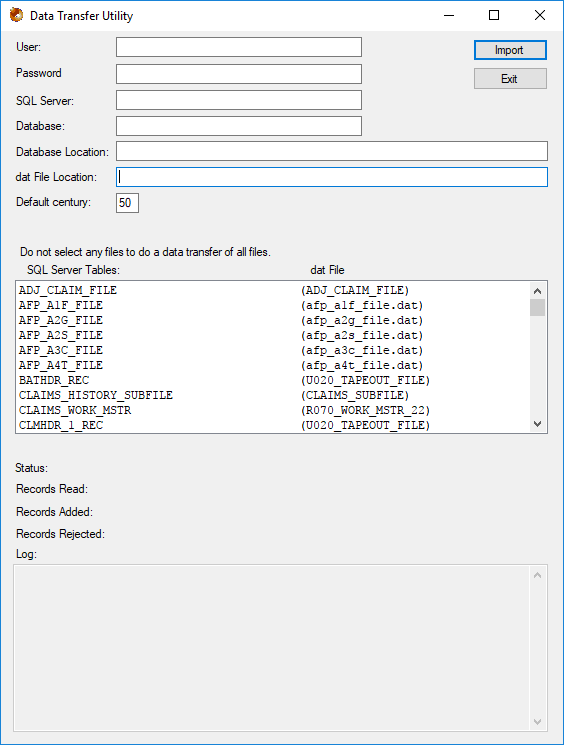 Data Transfer Utility
User:
Import
Password
Exit
SQL Server:
Database:
Database Location:
dat File Location:
Default century: 50
Do not select any files to do a data transfer of all files.
SQL Server Tables: dat File
ADJ_CLAIM_FILE (ADJ_CLAIM_FILE)
AFP_A1F_FILE (afp_a1f_file.dat)
AFP_A2G_FILE (afp_a2g_file.dat)
AFP_A2S_FILE (afp_a2s_file.dat)
AFP_A3C_FILE (afp_a3c_file.dat)
AFP_A4T_FILE (afp_a4t_file.dat)
BATHDR_REC (U020_TAPEOUT_FILE)
CLAIMS_HISTORY_SUBFILE (CLAIMS_SUBFILE)
CLAIMS_WORK_MSTR (R070_WORK_MSTR_22)
CLMHDR_1_REC (U020_TAPEOUT_FILE)
Status:
Records Read:
Records Added:
Records Rejected:
Log: